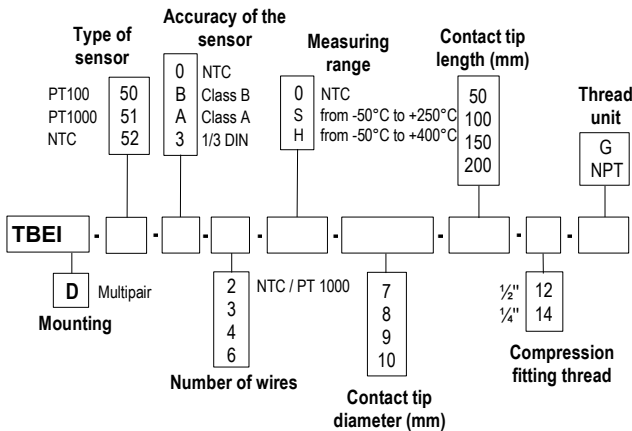 Type of
sensor
PT100 50
PT1000 51
NTC 52
Accuracy of the
sensor
0 NTC
B Class B
A Class A
3 1/3 DIN
Measuring
range
0 NTC
S from -50°C to +250°C
H from -50°C to +400°C
Contact tip
length (mm)
50
100
150
200
Thread
unit
G
NPT
TBEI - - - - - - - -
D Multipair
Mounting
2 NTC / PT 1000
3
4
6
Number of wires
7
8
9
10
Contact tip
diameter (mm)
½" 12
¼" 14
Compression
fitting thread